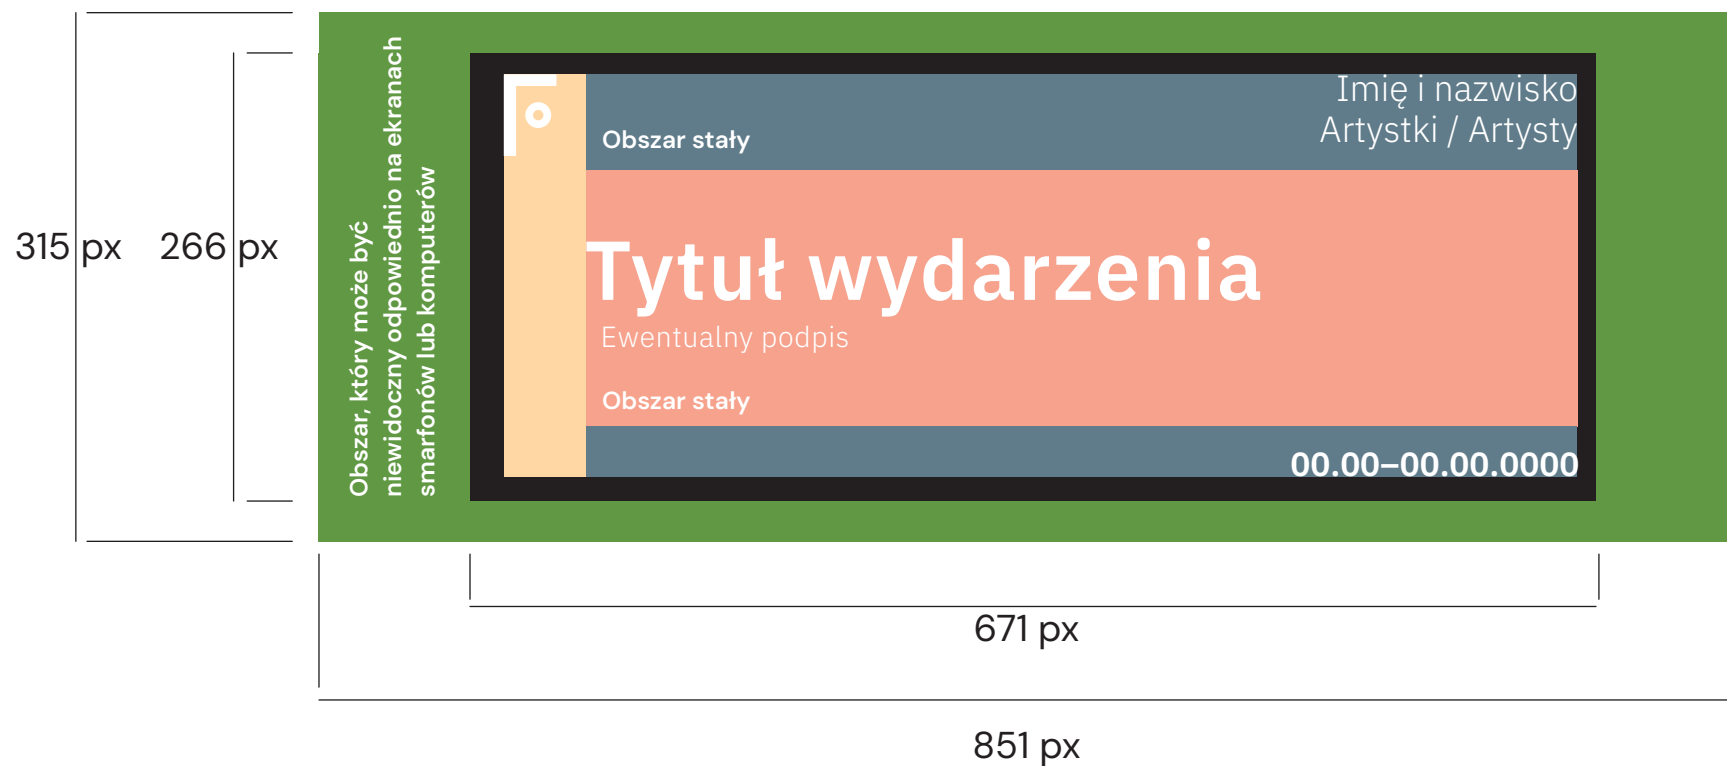 315 px
266 px
Obszar, który może być
niewidoczny odpowiednio na ekranach
smarfonów lub komputerów
Imię i nazwisko
Artystki / Artysty
Obszar stały
Tytuł wydarzenia
Ewentualny podpis
Obszar stały
00.00–00.00.0000
671 px
851 px